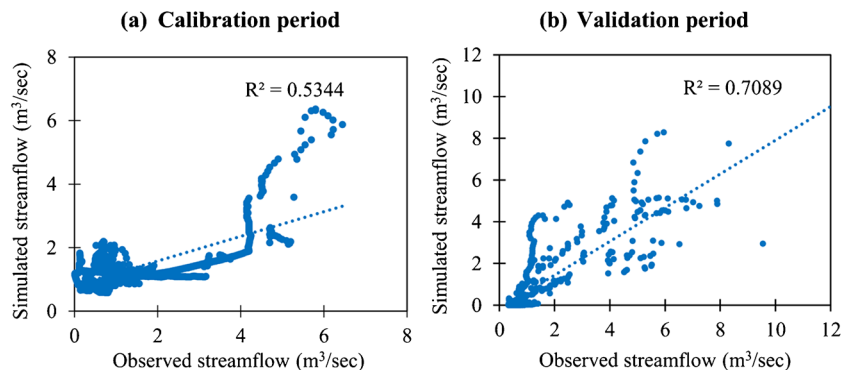 (a) Calibration period
8
6
4
2
0
0 2 4 6 8
R² = 0.5344
Simulated streamflow (m³/sec)
Observed streamflow (m³/sec)
(b) Validation period
12
10
8
6
4
2
0
0 2 4 6 8 10 12
R² = 0.7089
Simulated streamflow (m³/sec)
Observed streamflow (m³/sec)